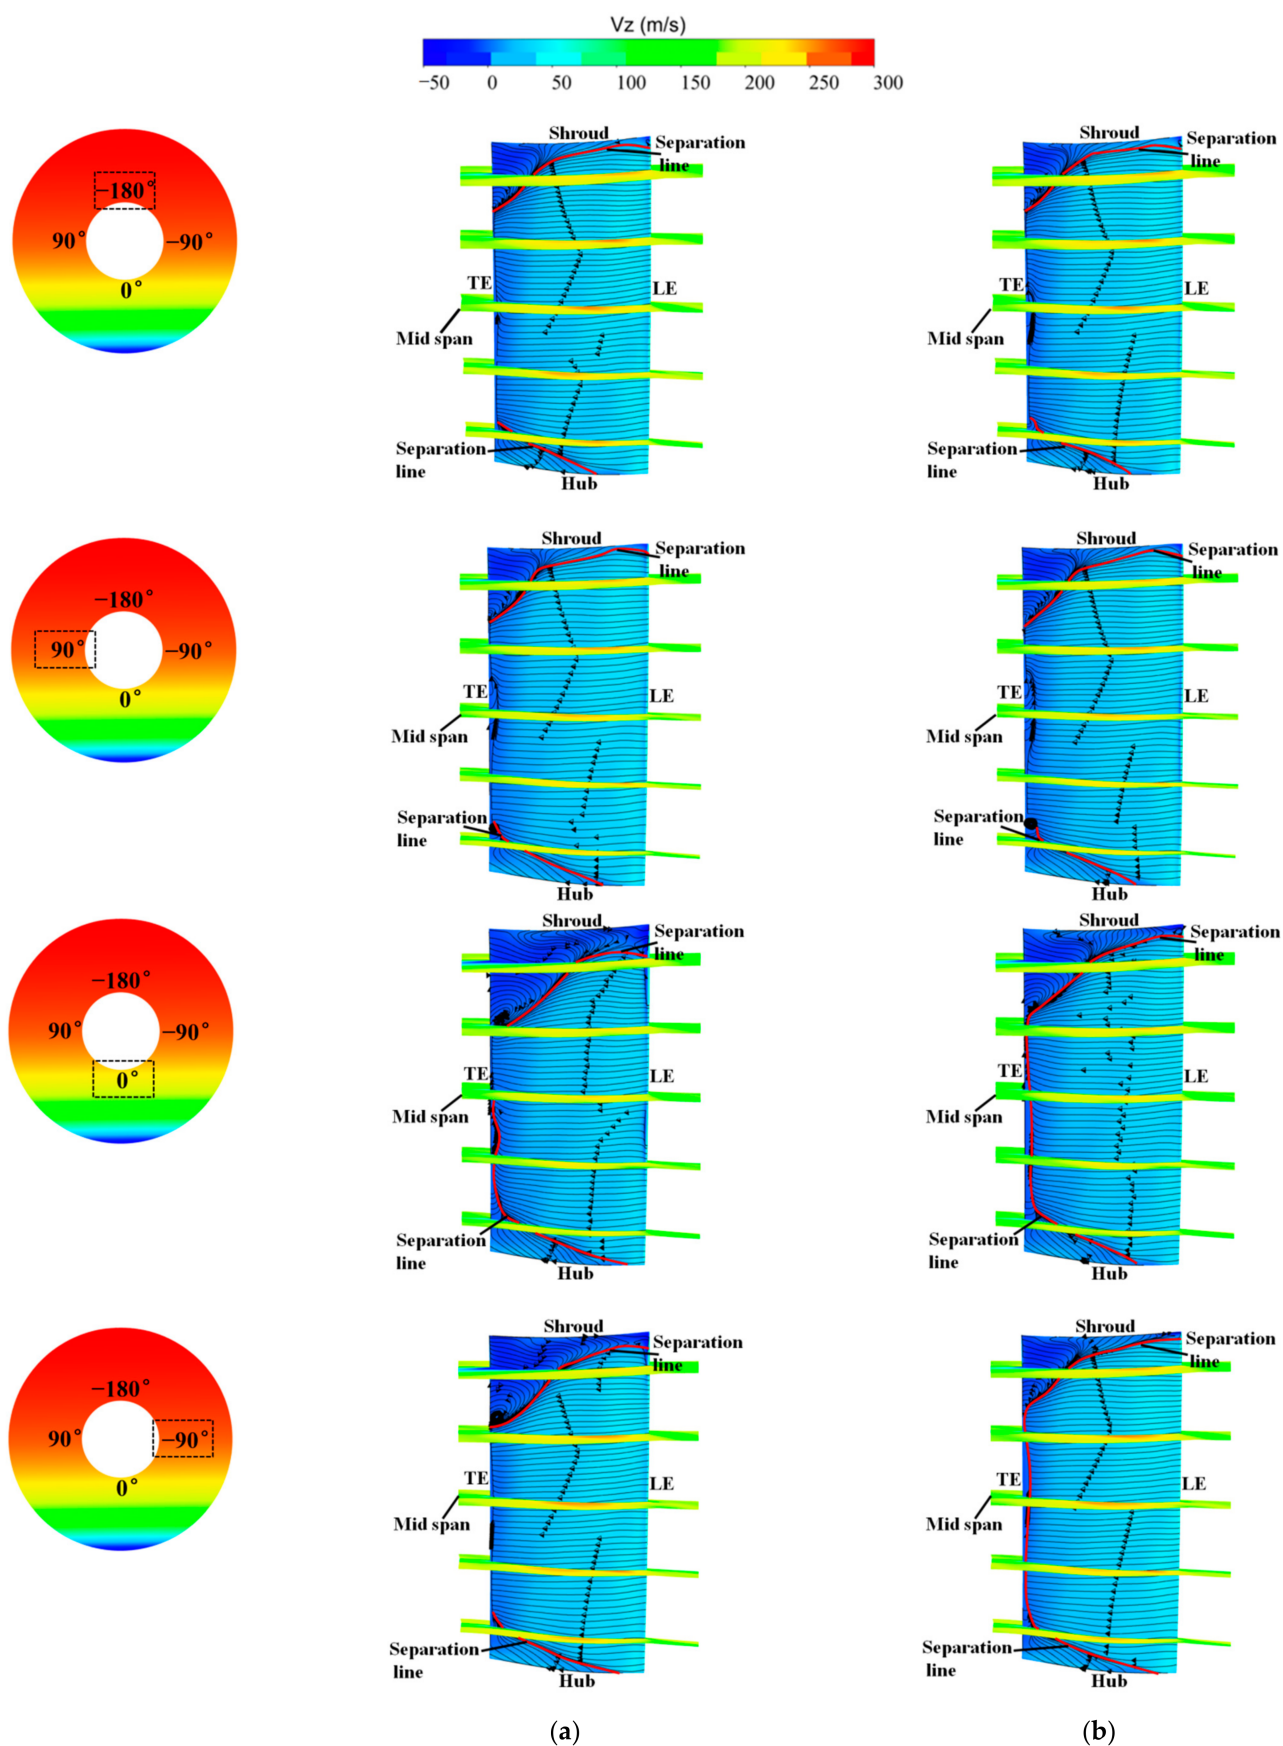 Vz (m/s)
−50 0 50 100 150 200 250 300
−180°
90° −90°
0°
Shroud
Separation
line
TE
LE
Mid span
Separation
line
Hub
Shroud
Separation
line
TE
LE
Mid span
Separation
line
Hub
−180°
90° −90°
0°
Shroud
Separation
line
TE
LE
Mid span
Separation
line
Hub
Shroud
Separation
line
TE
LE
Mid span
Separation
line
Hub
−180°
90° −90°
0°
Shroud
Separation
line
TE
LE
Mid span
Separation
line
Hub
Shroud
Separation
line
TE
LE
Mid span
Separation
line
Hub
−180°
90° −90°
0°
Shroud
Separation
line
TE
LE
Mid span
Separation
line
Hub
Shroud
Separation
line
TE
LE
Mid span
Separation
line
Hub
(a)
(b)